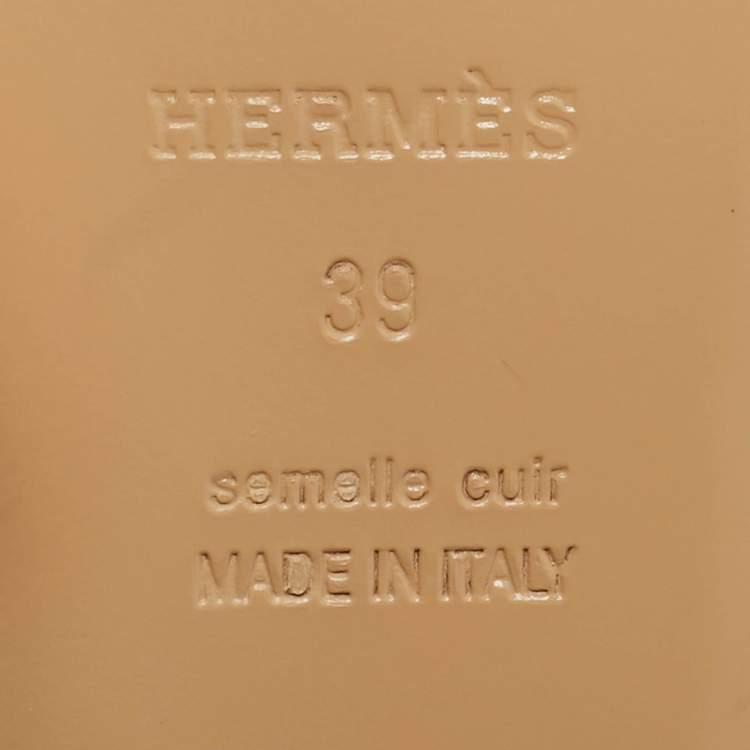 HERMÈS
39
semelle cuir
MADE IN ITALY